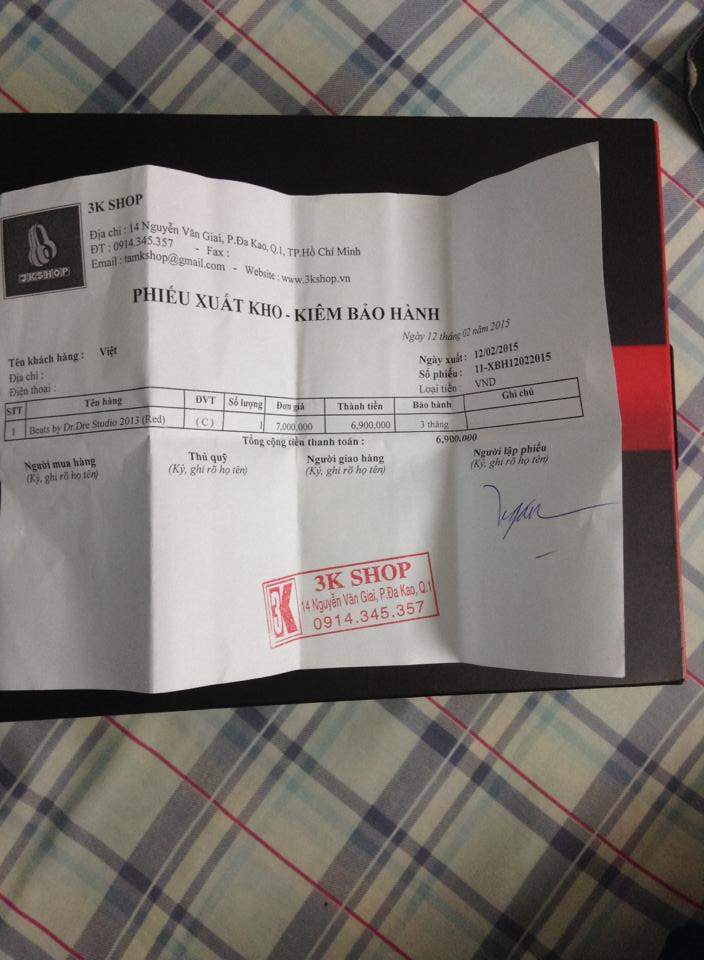 3KSHOP
3K SHOP
Địa chỉ : 14 Nguyễn Văn Giai, P.Đa Kao, Q.1, TP.Hồ Chí Minh
ĐT : 0914.345.357 - Fax :
Email : tamkshop@gmail.com - Website : www.3kshop.vn
PHIẾU XUẤT KHO - KIÊM BẢO HÀNH
Ngày 12 tháng 02 năm 2015
Tên khách hàng : Việt
Ngày xuất : 12/02/2015
Địa chỉ :
Số phiếu : 11-XBH12022015
Điện thoại :
Loại tiền : VND
STT Tên hàng ĐVT Số lượng Đơn giá Thành tiền Bảo hành Ghi chú
1 Beats by Dr.Dre Studio 2013 (Red) ( C ) 1 7,000,000 6,900,000 3 tháng
Tổng cộng tiền thanh toán : 6,900,000
Người mua hàng Thủ quỹ Người giao hàng Người lập phiếu
(Ký, ghi rõ họ tên) (Ký, ghi rõ họ tên) (Ký, ghi rõ họ tên) (Ký, ghi rõ họ tên)
3K
3K SHOP
14 Nguyễn Văn Giai, P.Đa Kao, Q.1
0914.345.357